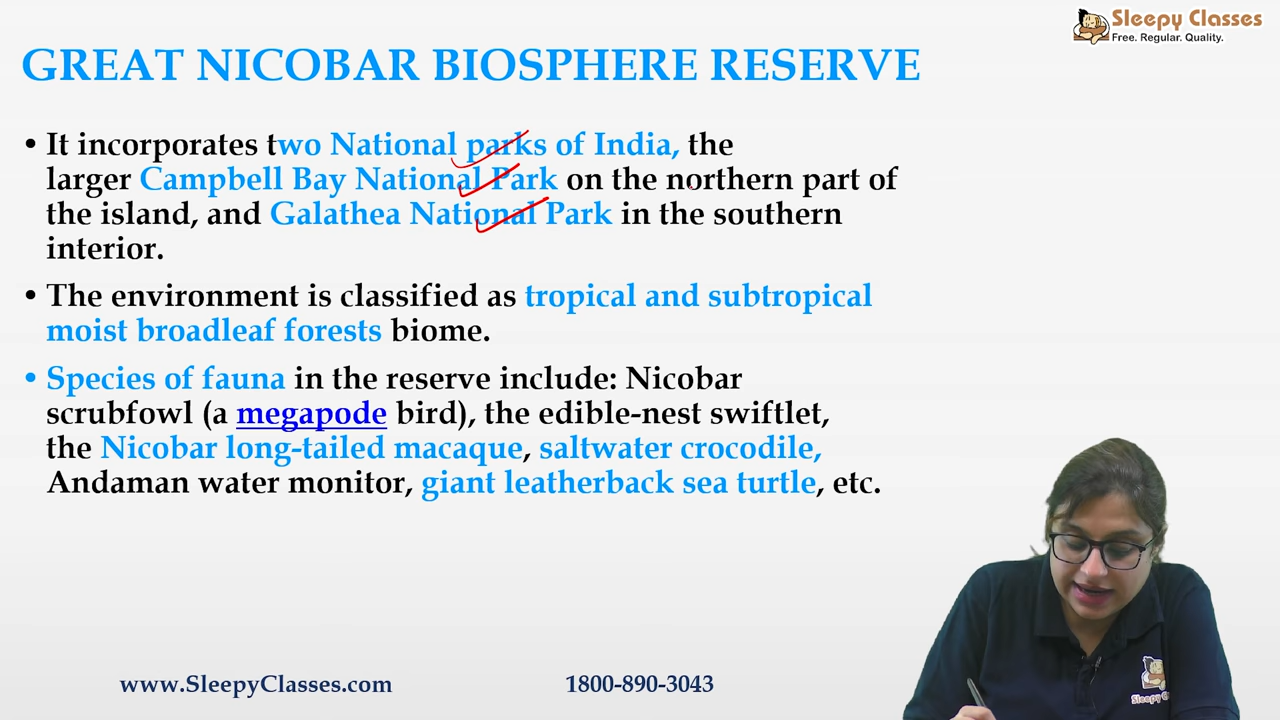 Sleepy Classes
Free. Regular. Quality.
GREAT NICOBAR BIOSPHERE RESERVE
• It incorporates two National parks of India, the
larger Campbell Bay National Park on the northern part of
the island, and Galathea National Park in the southern
interior.
• The environment is classified as tropical and subtropical
moist broadleaf forests biome.
• Species of fauna in the reserve include: Nicobar
scrubfowl (a megapode bird), the edible-nest swiftlet,
the Nicobar long-tailed macaque, saltwater crocodile,
Andaman water monitor, giant leatherback sea turtle, etc.
www.SleepyClasses.com
1800-890-3043